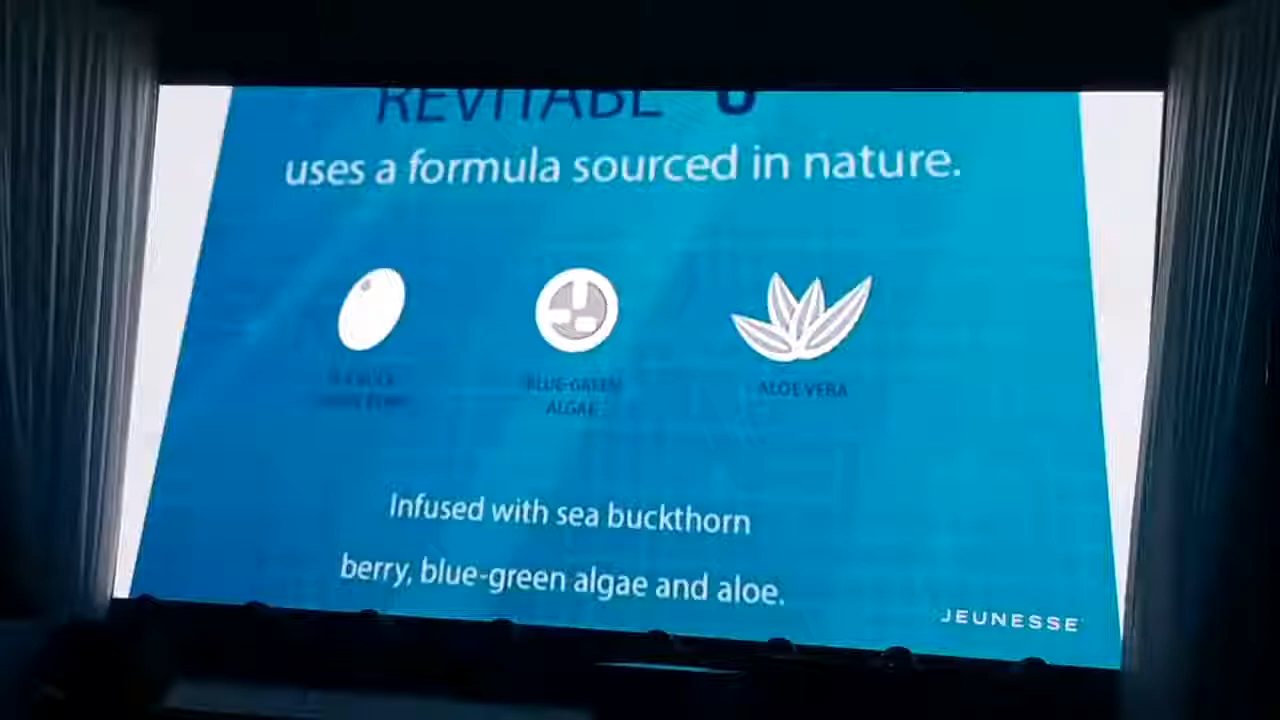 REVITABL
uses a formula sourced in nature.
BLUE-GREEN
ALGAE
ALOE VERA
Infused with sea buckthorn
berry, blue-green algae and aloe.
JEUNESSE